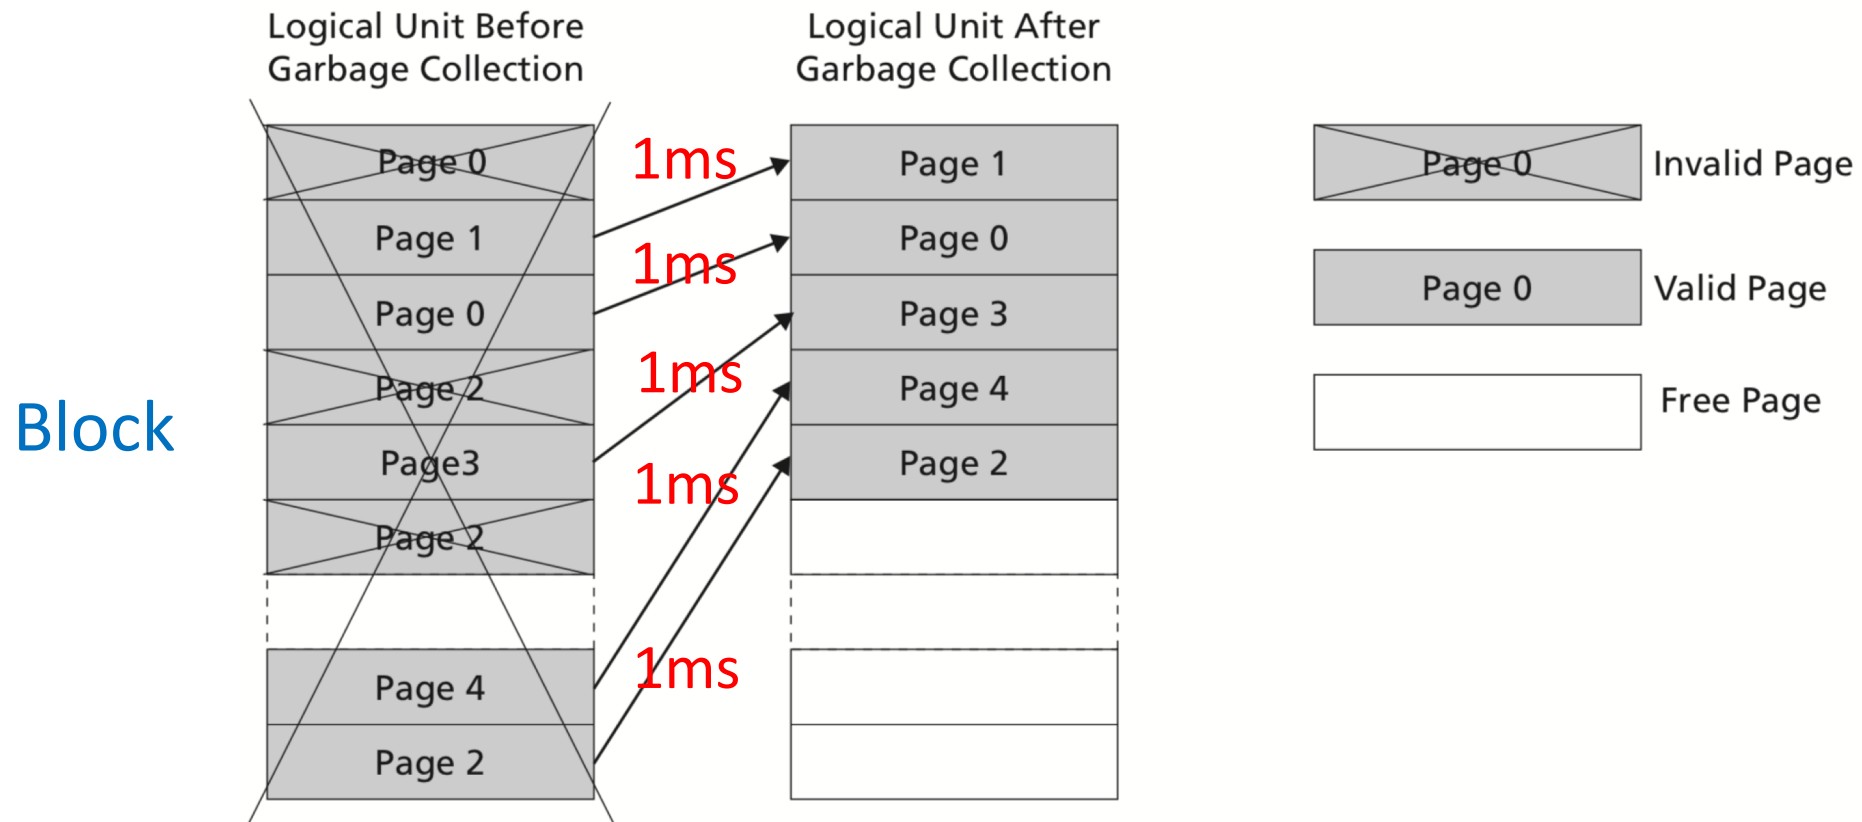 Logical Unit Before
Garbage Collection
Logical Unit After
Garbage Collection
Block
Page 0
Page 1
Page 0
Page 2
Page3
Page 2
Page 4
Page 2
1ms
1ms
1ms
1ms
1ms
Page 1
Page 0
Page 3
Page 4
Page 2
Page 0 Invalid Page
Page 0 Valid Page
Free Page